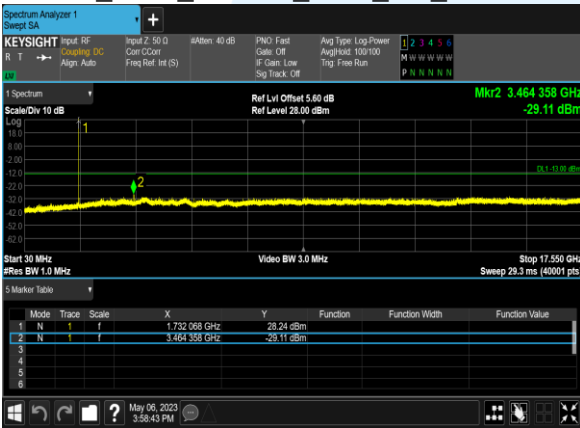 Spectrum Analyzer 1
Swept SA
+
KEYSIGHT Input: RF Input Z: 50 Ω #Atten: 40 dB PNO: Fast Avg Type: Log-Power 1 2 3 4 5 6
R T Coupling: DC Corr CCorr Gate: Off Avg|Hold: 100/100 M W W W W W
Align: Auto Freq Ref: Int (S) IF Gain: Low Trig: Free Run
Sig Track: Off P N N N N N
LV
1 Spectrum
Scale/Div 10 dB Ref Lvl Offset 5.60 dB Mkr2 3.464 358 GHz
Ref Level 28.00 dBm -29.11 dBm
Log
18.0
8.00
-2.00
-12.0
-22.0
-32.0
-42.0
-52.0
-62.0
1
2
DL1 -13.00 dBm
Start 30 MHz Video BW 3.0 MHz Stop 17.550 GHz
#Res BW 1.0 MHz Sweep 29.3 ms (40001 pts
5 Marker Table
Mode Trace Scale X Y Function Function Width Function Value
1 N 1 f 1.732 068 GHz 28.24 dBm
2 N 1 f 3.464 358 GHz -29.11 dBm
3
4
5
6
? May 06, 2023
3:58:43 PM